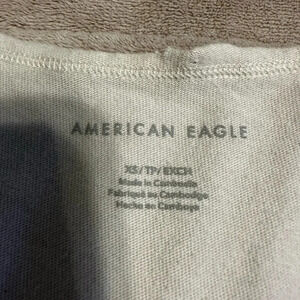 AMERICAN EAGLE
XS/TP/EXCH
Made in Cambodia
Fabriqué au Cambodge
Hecho en Camboya